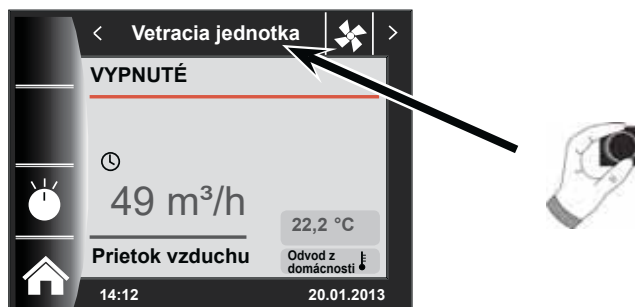 < Vetracia jednotka >
VYPNUTÉ
49 m³/h
22,2 °C
Prietok vzduchu
Odvod z
domácnosti
14:12 20.01.2013